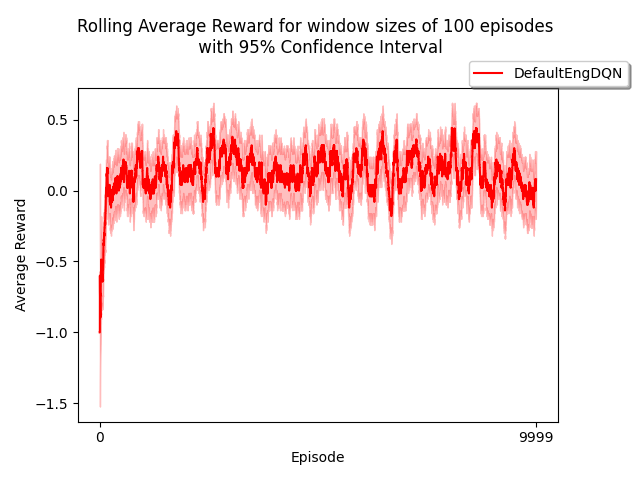 Rolling Average Reward for window sizes of 100 episodes
with 95% Confidence Interval
DefaultEngDQN
0.5
0.0
−0.5
−1.0
−1.5
Average Reward
0
9999
Episode